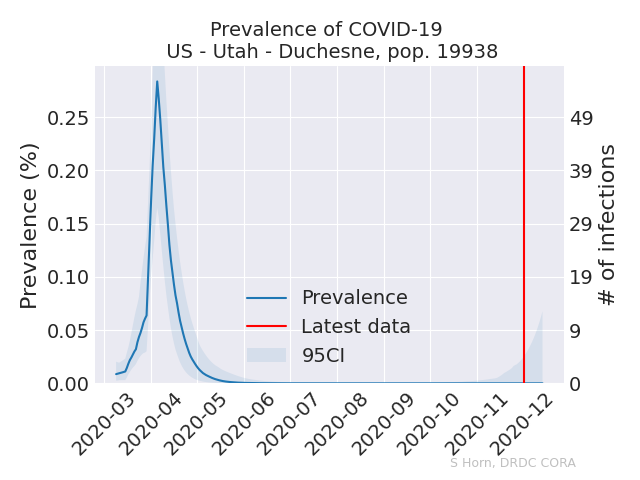 Prevalence of COVID-19
US - Utah - Duchesne, pop. 19938
Prevalence (%)
0.25
0.20
0.15
0.10
0.05
0.00
49
39
29
19
9
0
# of infections
Prevalence
Latest data
95CI
2020-03
2020-04
2020-05
2020-06
2020-07
2020-08
2020-09
2020-10
2020-11
2020-12
S Horn, DRDC CORA